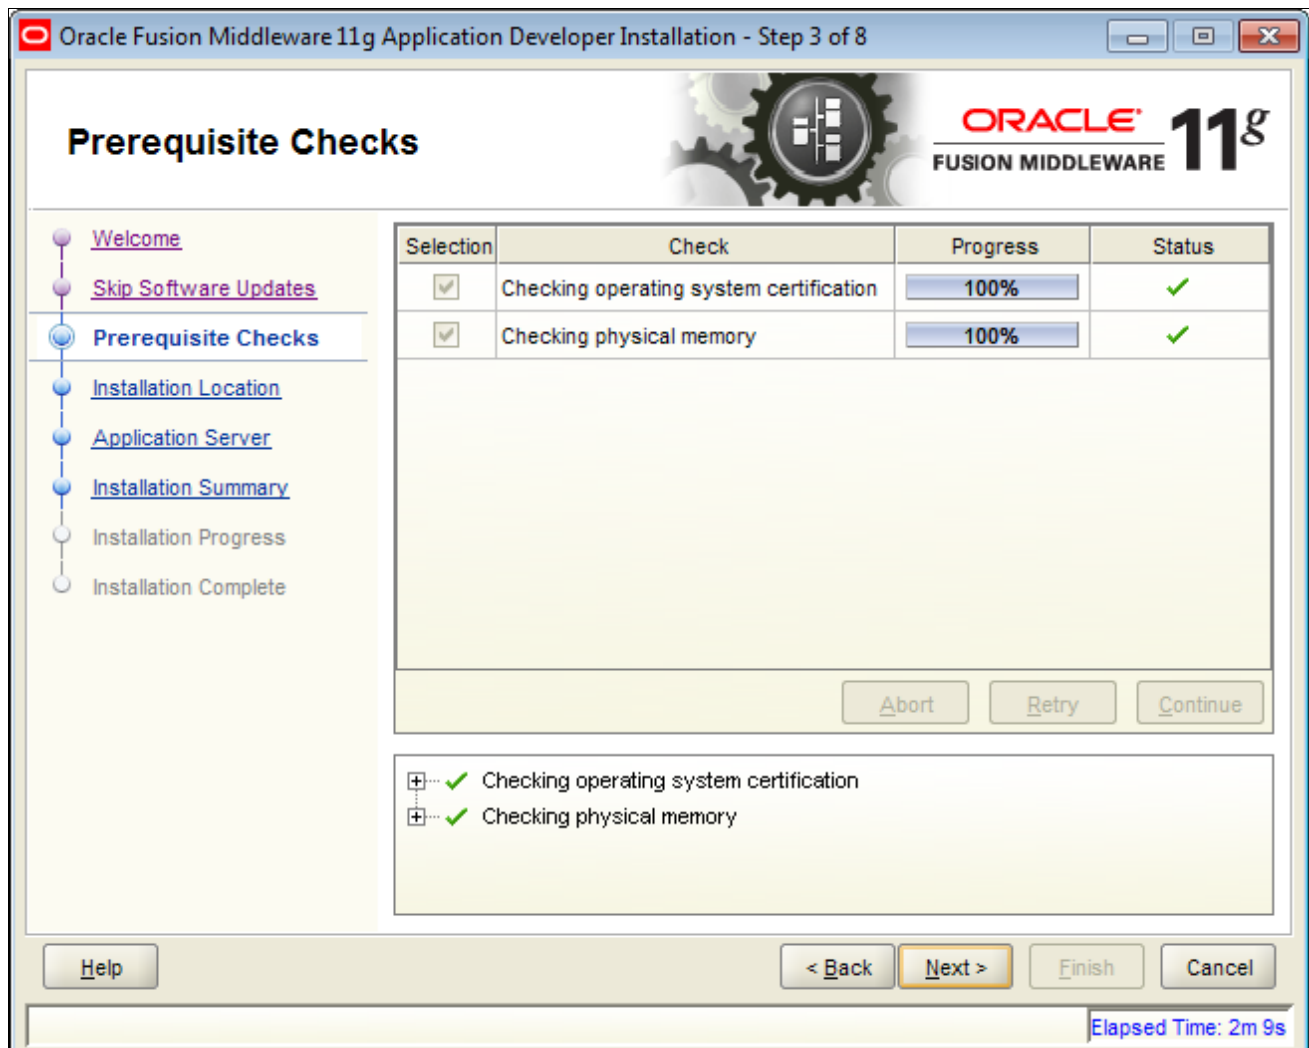 Oracle Fusion Middleware 11g Application Developer Installation - Step 3 of 8
Prerequisite Checks
ORACLE
FUSION MIDDLEWARE 11g
Welcome
Skip Software Updates
Prerequisite Checks
Installation Location
Application Server
Installation Summary
Installation Progress
Installation Complete
Selection Check Progress Status
Checking operating system certification 100%
Checking physical memory 100%
Abort Retry Continue
Checking operating system certification
Checking physical memory
Help < Back Next > Finish Cancel
Elapsed Time: 2m 9s